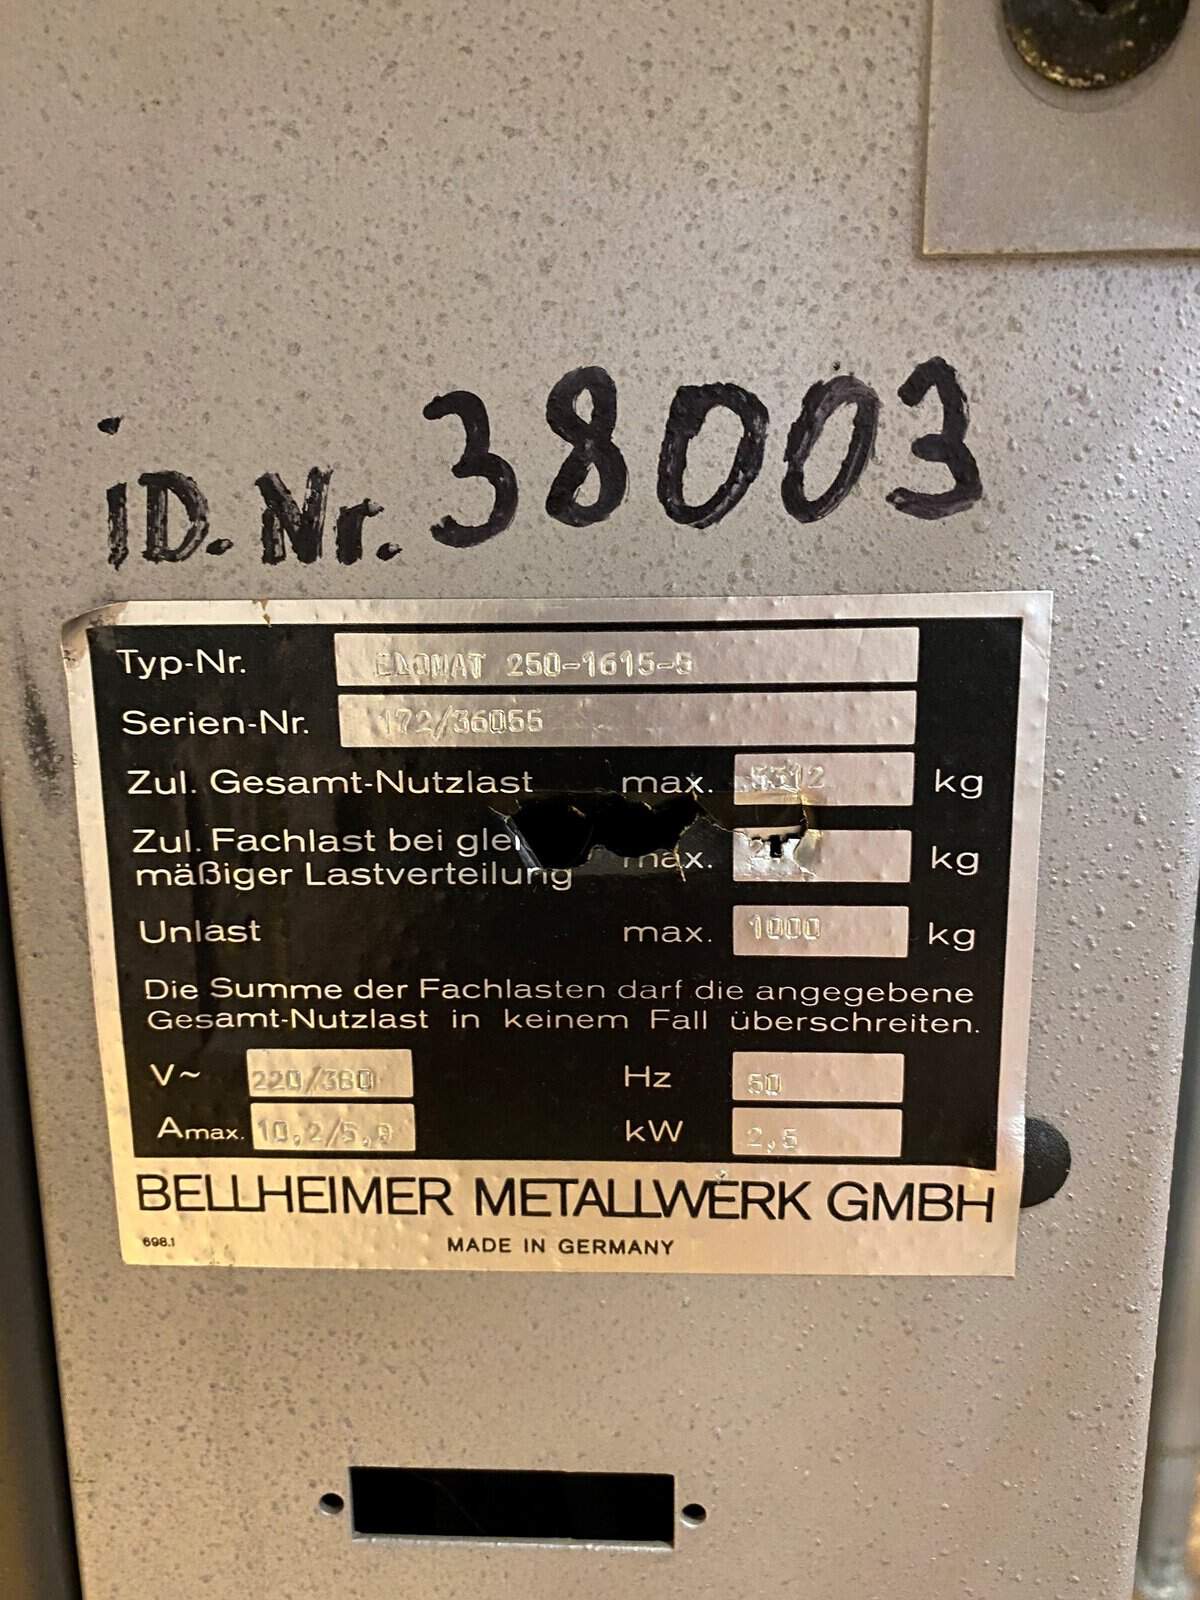 iD.Nr. 38003
Typ-Nr. ELOMAT 250-1615-5
Serien-Nr. 172/36055
Zul. Gesamt-Nutzlast max. 5312 kg
Zul. Fachlast bei
mäßiger Lastverteilung max. kg
Unlast max. 1000 kg
Die Summe der Fachlasten darf die angegebene
Gesamt-Nutzlast in keinem Fall überschreiten.
V~ 220/380 Hz 50
Amax. 10,2/5,9 kW 2,5
BELLHEIMER METALLWERK GMBH
698.1 MADE IN GERMANY